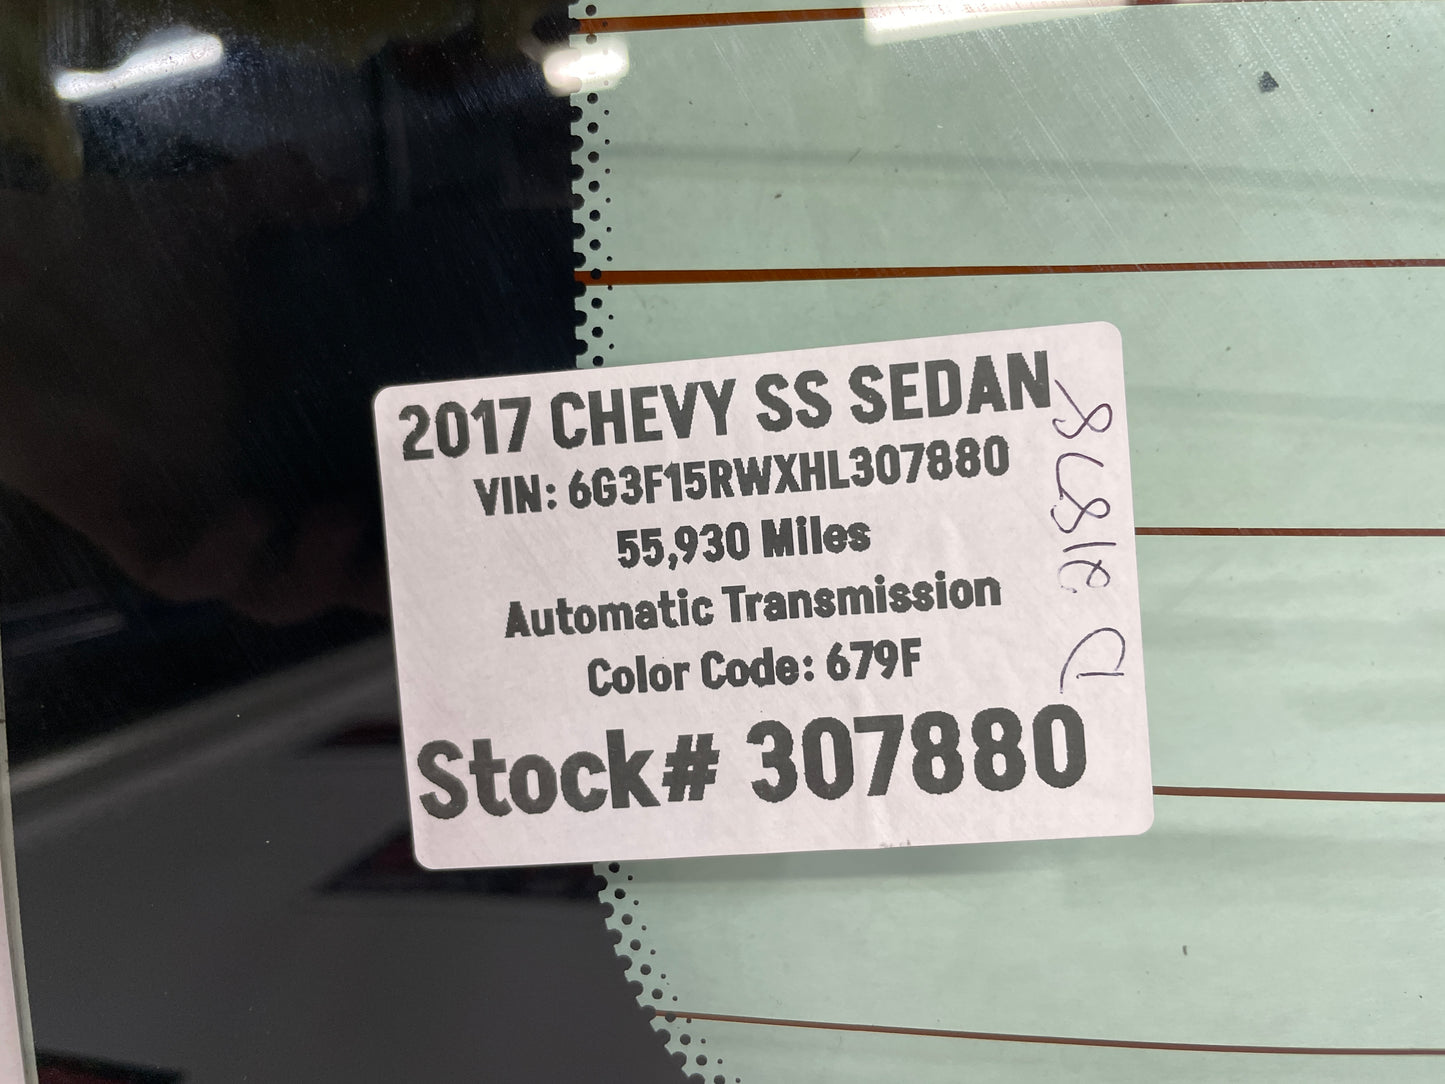 2017 CHEVY SS SEDAN
VIN: 6G3F15RWXHL307880
55,930 Miles
Automatic Transmission
Color Code: 679F
Stock# 307880